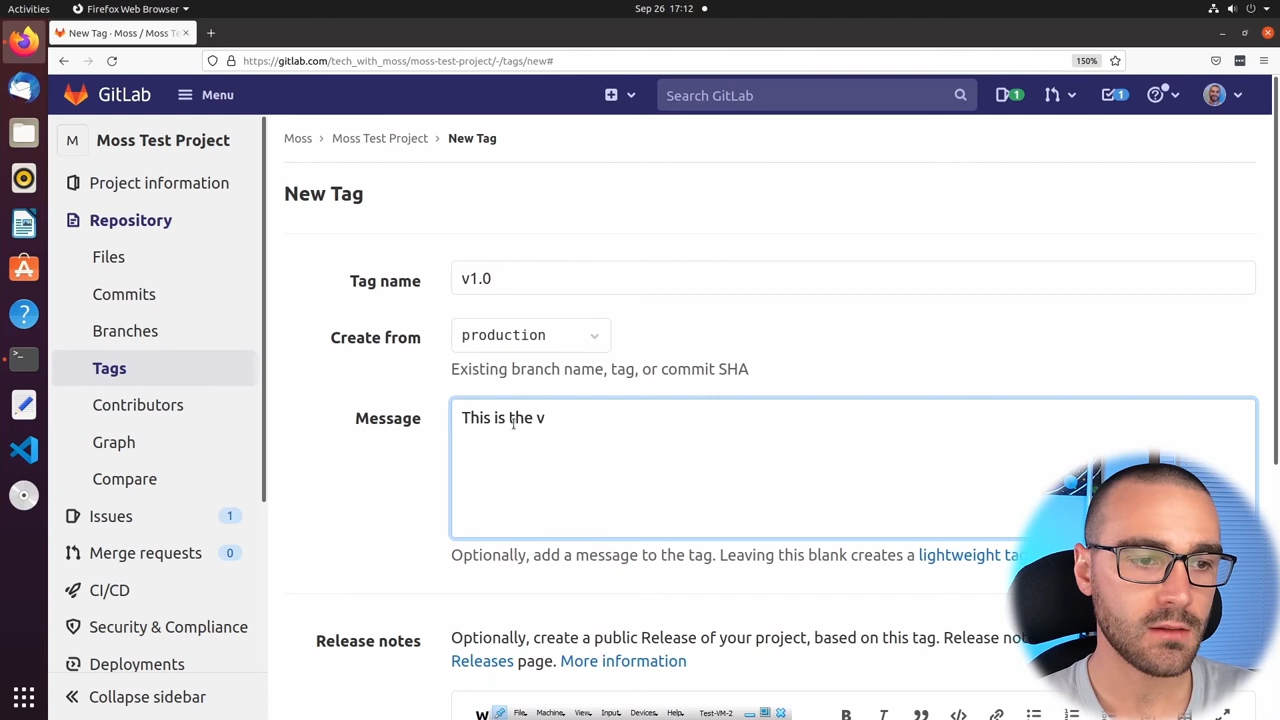 Activities
Firefox Web Browser
Sep 26 17:12
New Tag · Moss / Moss Te
https://gitlab.com/tech_with_moss/moss-test-project/-/tags/new#
150%
GitLab
Menu
Search GitLab
1
1
M
Moss Test Project
Project information
Repository
Files
Commits
Branches
Tags
Contributors
Graph
Compare
Issues 1
Merge requests 0
CI/CD
Security & Compliance
Deployments
Collapse sidebar
Moss > Moss Test Project > New Tag
New Tag
Tag name
v1.0
Create from
production
Existing branch name, tag, or commit SHA
Message
This is the v
Optionally, add a message to the tag. Leaving this blank creates a lightweight tag
Release notes
Optionally, create a public Release of your project, based on this tag. Release no
Releases page. More information
W
File Machine View Input Devices Help Test-VM-2
B I